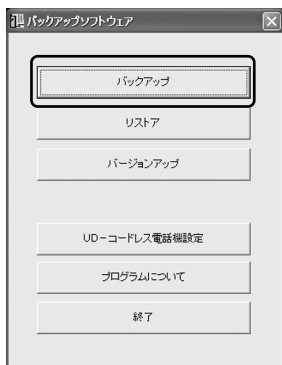 バックアップソフトウェア
バックアップ
リストア
バージョンアップ
UD－コードレス電話機設定
プログラムについて
終了